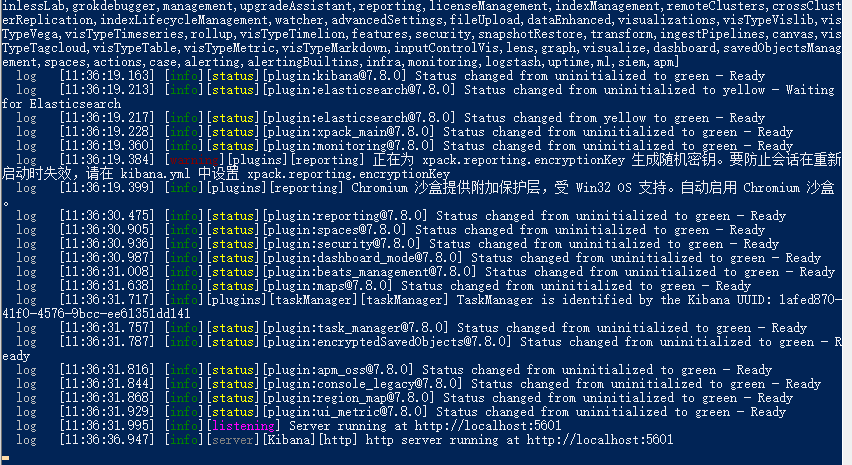 inlessLab,grokdebugger,management,upgradeAssistant,reporting,licenseManagement,indexManagement,remoteClusters,crossClust
erReplication,indexLifecycleManagement,watcher,advancedSettings,fileUpload,dataEnhanced,visualizations,visTypeVislib,vis
TypeVega,visTypeTimeseries,rollup,visTypeTimelion,features,security,snapshotRestore,transform,ingestPipelines,canvas,vis
TypeTagcloud,visTypeTable,visTypeMetric,visTypeMarkdown,inputControlVis,lens,graph,visualize,dashboard,savedObjectsManag
ement,spaces,actions,case,alerting,alertingBuiltins,infra,monitoring,logstash,uptime,ml,siem,apm]
log [11:36:19.163] [info][status][plugin:kibana@7.8.0] Status changed from uninitialized to green - Ready
log [11:36:19.213] [info][status][plugin:elasticsearch@7.8.0] Status changed from uninitialized to yellow - Waiting
for Elasticsearch
log [11:36:19.217] [info][status][plugin:elasticsearch@7.8.0] Status changed from yellow to green - Ready
log [11:36:19.228] [info][status][plugin:xpack_main@7.8.0] Status changed from uninitialized to green - Ready
log [11:36:19.360] [info][status][plugin:monitoring@7.8.0] Status changed from uninitialized to green - Ready
log [11:36:19.384] [warning][plugins][reporting] 正在为 xpack.reporting.encryptionKey 生成随机密钥。要防止会话在重新
启动时失效，请在 kibana.yml 中设置 xpack.reporting.encryptionKey
log [11:36:19.399] [info][plugins][reporting] Chromium 沙盒提供附加保护层，受 Win32 OS 支持。自动启用 Chromium 沙盒
。
log [11:36:30.475] [info][status][plugin:reporting@7.8.0] Status changed from uninitialized to green - Ready
log [11:36:30.905] [info][status][plugin:spaces@7.8.0] Status changed from uninitialized to green - Ready
log [11:36:30.936] [info][status][plugin:security@7.8.0] Status changed from uninitialized to green - Ready
log [11:36:30.987] [info][status][plugin:dashboard_mode@7.8.0] Status changed from uninitialized to green - Ready
log [11:36:31.008] [info][status][plugin:beats_management@7.8.0] Status changed from uninitialized to green - Ready
log [11:36:31.638] [info][status][plugin:maps@7.8.0] Status changed from uninitialized to green - Ready
log [11:36:31.717] [info][plugins][taskManager][taskManager] TaskManager is identified by the Kibana UUID: 1afed870-
41f0-4576-9bcc-ee61351dd141
log [11:36:31.757] [info][status][plugin:task_manager@7.8.0] Status changed from uninitialized to green - Ready
log [11:36:31.787] [info][status][plugin:encryptedSavedObjects@7.8.0] Status changed from uninitialized to green - R
eady
log [11:36:31.816] [info][status][plugin:apm_oss@7.8.0] Status changed from uninitialized to green - Ready
log [11:36:31.844] [info][status][plugin:console_legacy@7.8.0] Status changed from uninitialized to green - Ready
log [11:36:31.868] [info][status][plugin:region_map@7.8.0] Status changed from uninitialized to green - Ready
log [11:36:31.929] [info][status][plugin:ui_metric@7.8.0] Status changed from uninitialized to green - Ready
log [11:36:31.995] [info][listening] Server running at http://localhost:5601
log [11:36:36.947] [info][server][Kibana][http] http server running at http://localhost:5601